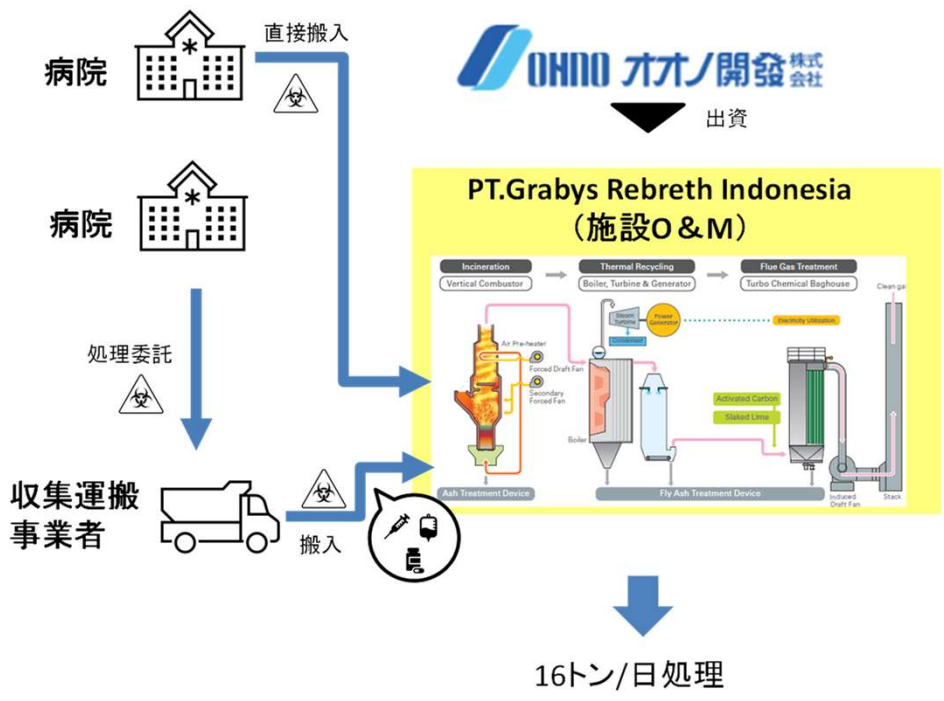 病院
直接搬入
OHNO オオノ開發株式会社
出資
病院
処理委託
収集運搬
事業者
搬入
PT.Grabys Rebreth Indonesia
（施設O＆M）
Incineration
Thermal Recycling
Flue Gas Treatment
Vertical Combustor
Boiler, Turbine & Generator
Turbo Chemical Baghouse
Clean gas
Steam
Turbine
Power
Generator
Electricity Utilization
Condenser
Air Pre-heater
Forced Draft Fan
Secondary
Forced Fan
Activated Carbon
Slaked Lime
Boiler
Ash Treatment Device
Fly Ash Treatment Device
Induced
Draft Fan
Stack
16トン/日処理